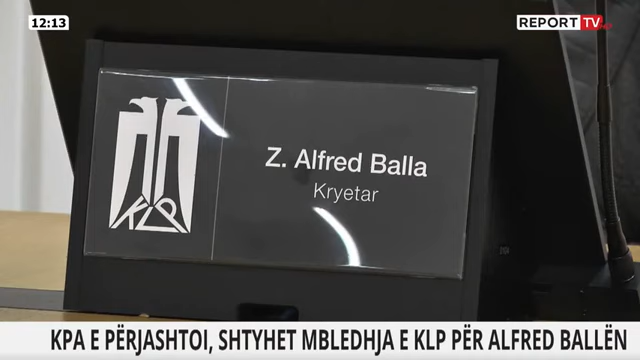 12:13
REPORT TV
Z. Alfred Balla
Kryetar
KLP
KPA E PËRJASHTOI, SHTYHET MBLEDHJA E KLP PËR ALFRED BALLËN